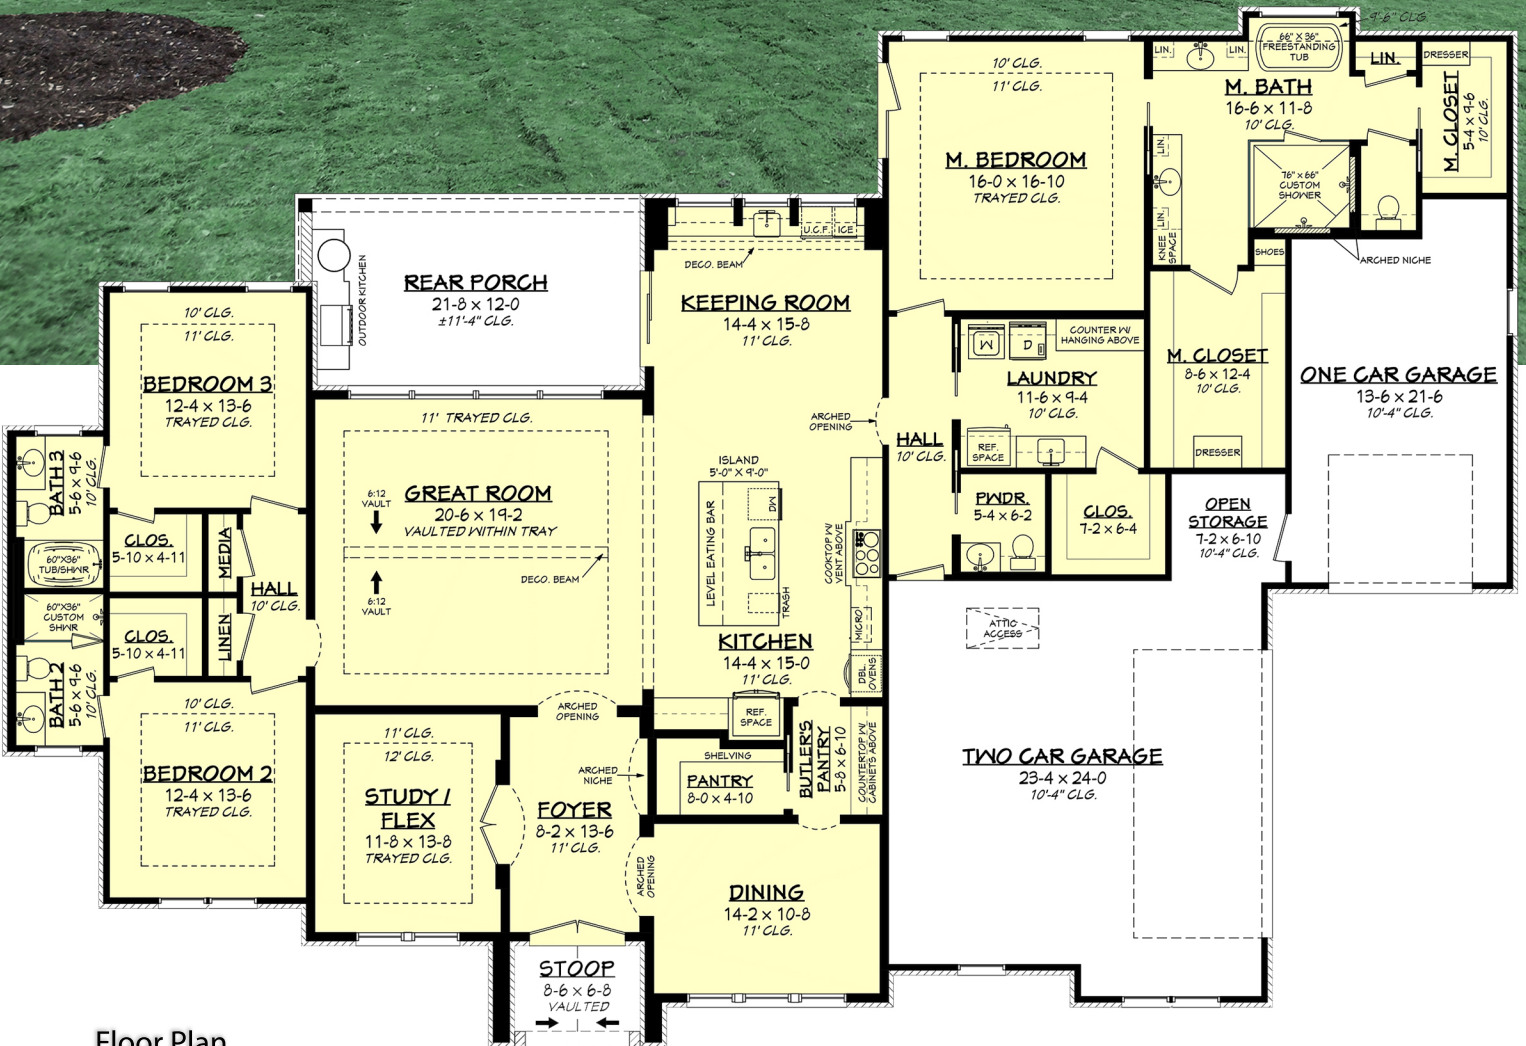 9'-6" CLG.
66" X 36"
FREESTANDING
TUB
LIN.
LIN.
LIN.
DRESSER
M. BATH
16-6 x 11-8
10' CLG.
M. CLOSET
5-4 x 9-6
10' CLG.
10' CLG.
11' CLG.
M. BEDROOM
16-0 x 16-10
TRAYED CLG.
LIN.
LIN.
KNEE
SPACE
76" x 66"
CUSTOM
SHOWER
SHOES
ARCHED NICHE
U.C.F.
ICE
DECO. BEAM
KEEPING ROOM
14-4 x 15-8
11' CLG.
REAR PORCH
21-8 x 12-0
±11'-4" CLG.
OUTDOOR KITCHEN
10' CLG.
11' CLG.
BEDROOM 3
12-4 x 13-6
TRAYED CLG.
W
D
COUNTER W/
HANGING ABOVE
LAUNDRY
11-6 x 9-4
10' CLG.
REF.
SPACE
M. CLOSET
8-6 x 12-4
10' CLG.
DRESSER
ONE CAR GARAGE
13-6 x 21-6
10'-4" CLG.
ARCHED
OPENING
HALL
10' CLG.
11' TRAYED CLG.
6:12
VAULT
GREAT ROOM
20-6 x 19-2
VAULTED WITHIN TRAY
DECO. BEAM
6:12
VAULT
ISLAND
5'-0" X 9'-0"
LEVEL EATING BAR
DW
TRASH
COOKTOP W/
VENT ABOVE
MICRO
DBL.
OVENS
KITCHEN
14-4 x 15-0
11' CLG.
PWDR.
5-4 x 6-2
CLOS.
7-2 x 6-4
OPEN
STORAGE
7-2 x 6-10
10'-4" CLG.
BATH 3
5-6 x 9-6
10' CLG.
60"X36"
TUB/SHWR
CLOS.
5-10 x 4-11
MEDIA
HALL
10' CLG.
60"X36"
CUSTOM
SHWR
CLOS.
5-10 x 4-11
LINEN
BATH 2
5-6 x 9-6
10' CLG.
10' CLG.
11' CLG.
BEDROOM 2
12-4 x 13-6
TRAYED CLG.
ATTIC
ACCESS
TWO CAR GARAGE
23-4 x 24-0
10'-4" CLG.
ARCHED
OPENING
REF.
SPACE
BUTLER'S
PANTRY
5-8 x 6-10
COUNTERTOP W/
CABINETS ABOVE
SHELVING
PANTRY
8-0 x 4-10
ARCHED
NICHE
11' CLG.
12' CLG.
STUDY /
FLEX
11-8 x 13-8
TRAYED CLG.
FOYER
8-2 x 13-6
11' CLG.
ARCHED
OPENING
DINING
14-2 x 10-8
11' CLG.
STOOP
8-6 x 6-8
VAULTED
Floor Plan